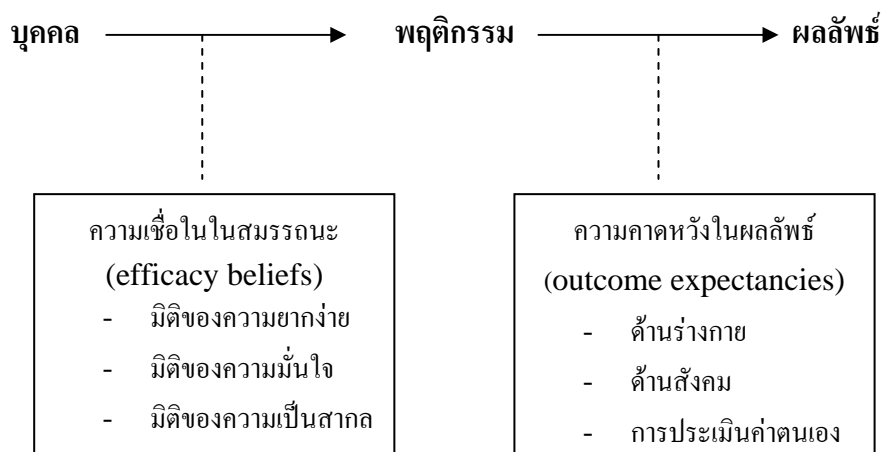 บุคคล พฤติกรรม ผลลัพธ์
ความเชื่อในในสมรรถนะ
(efficacy beliefs)
- มิติของความยากง่าย
- มิติของความมั่นใจ
- มิติของความเป็นสากล
ความคาดหวังในผลลัพธ์
(outcome expectancies)
- ด้านร่างกาย
- ด้านสังคม
- การประเมินค่าตนเอง